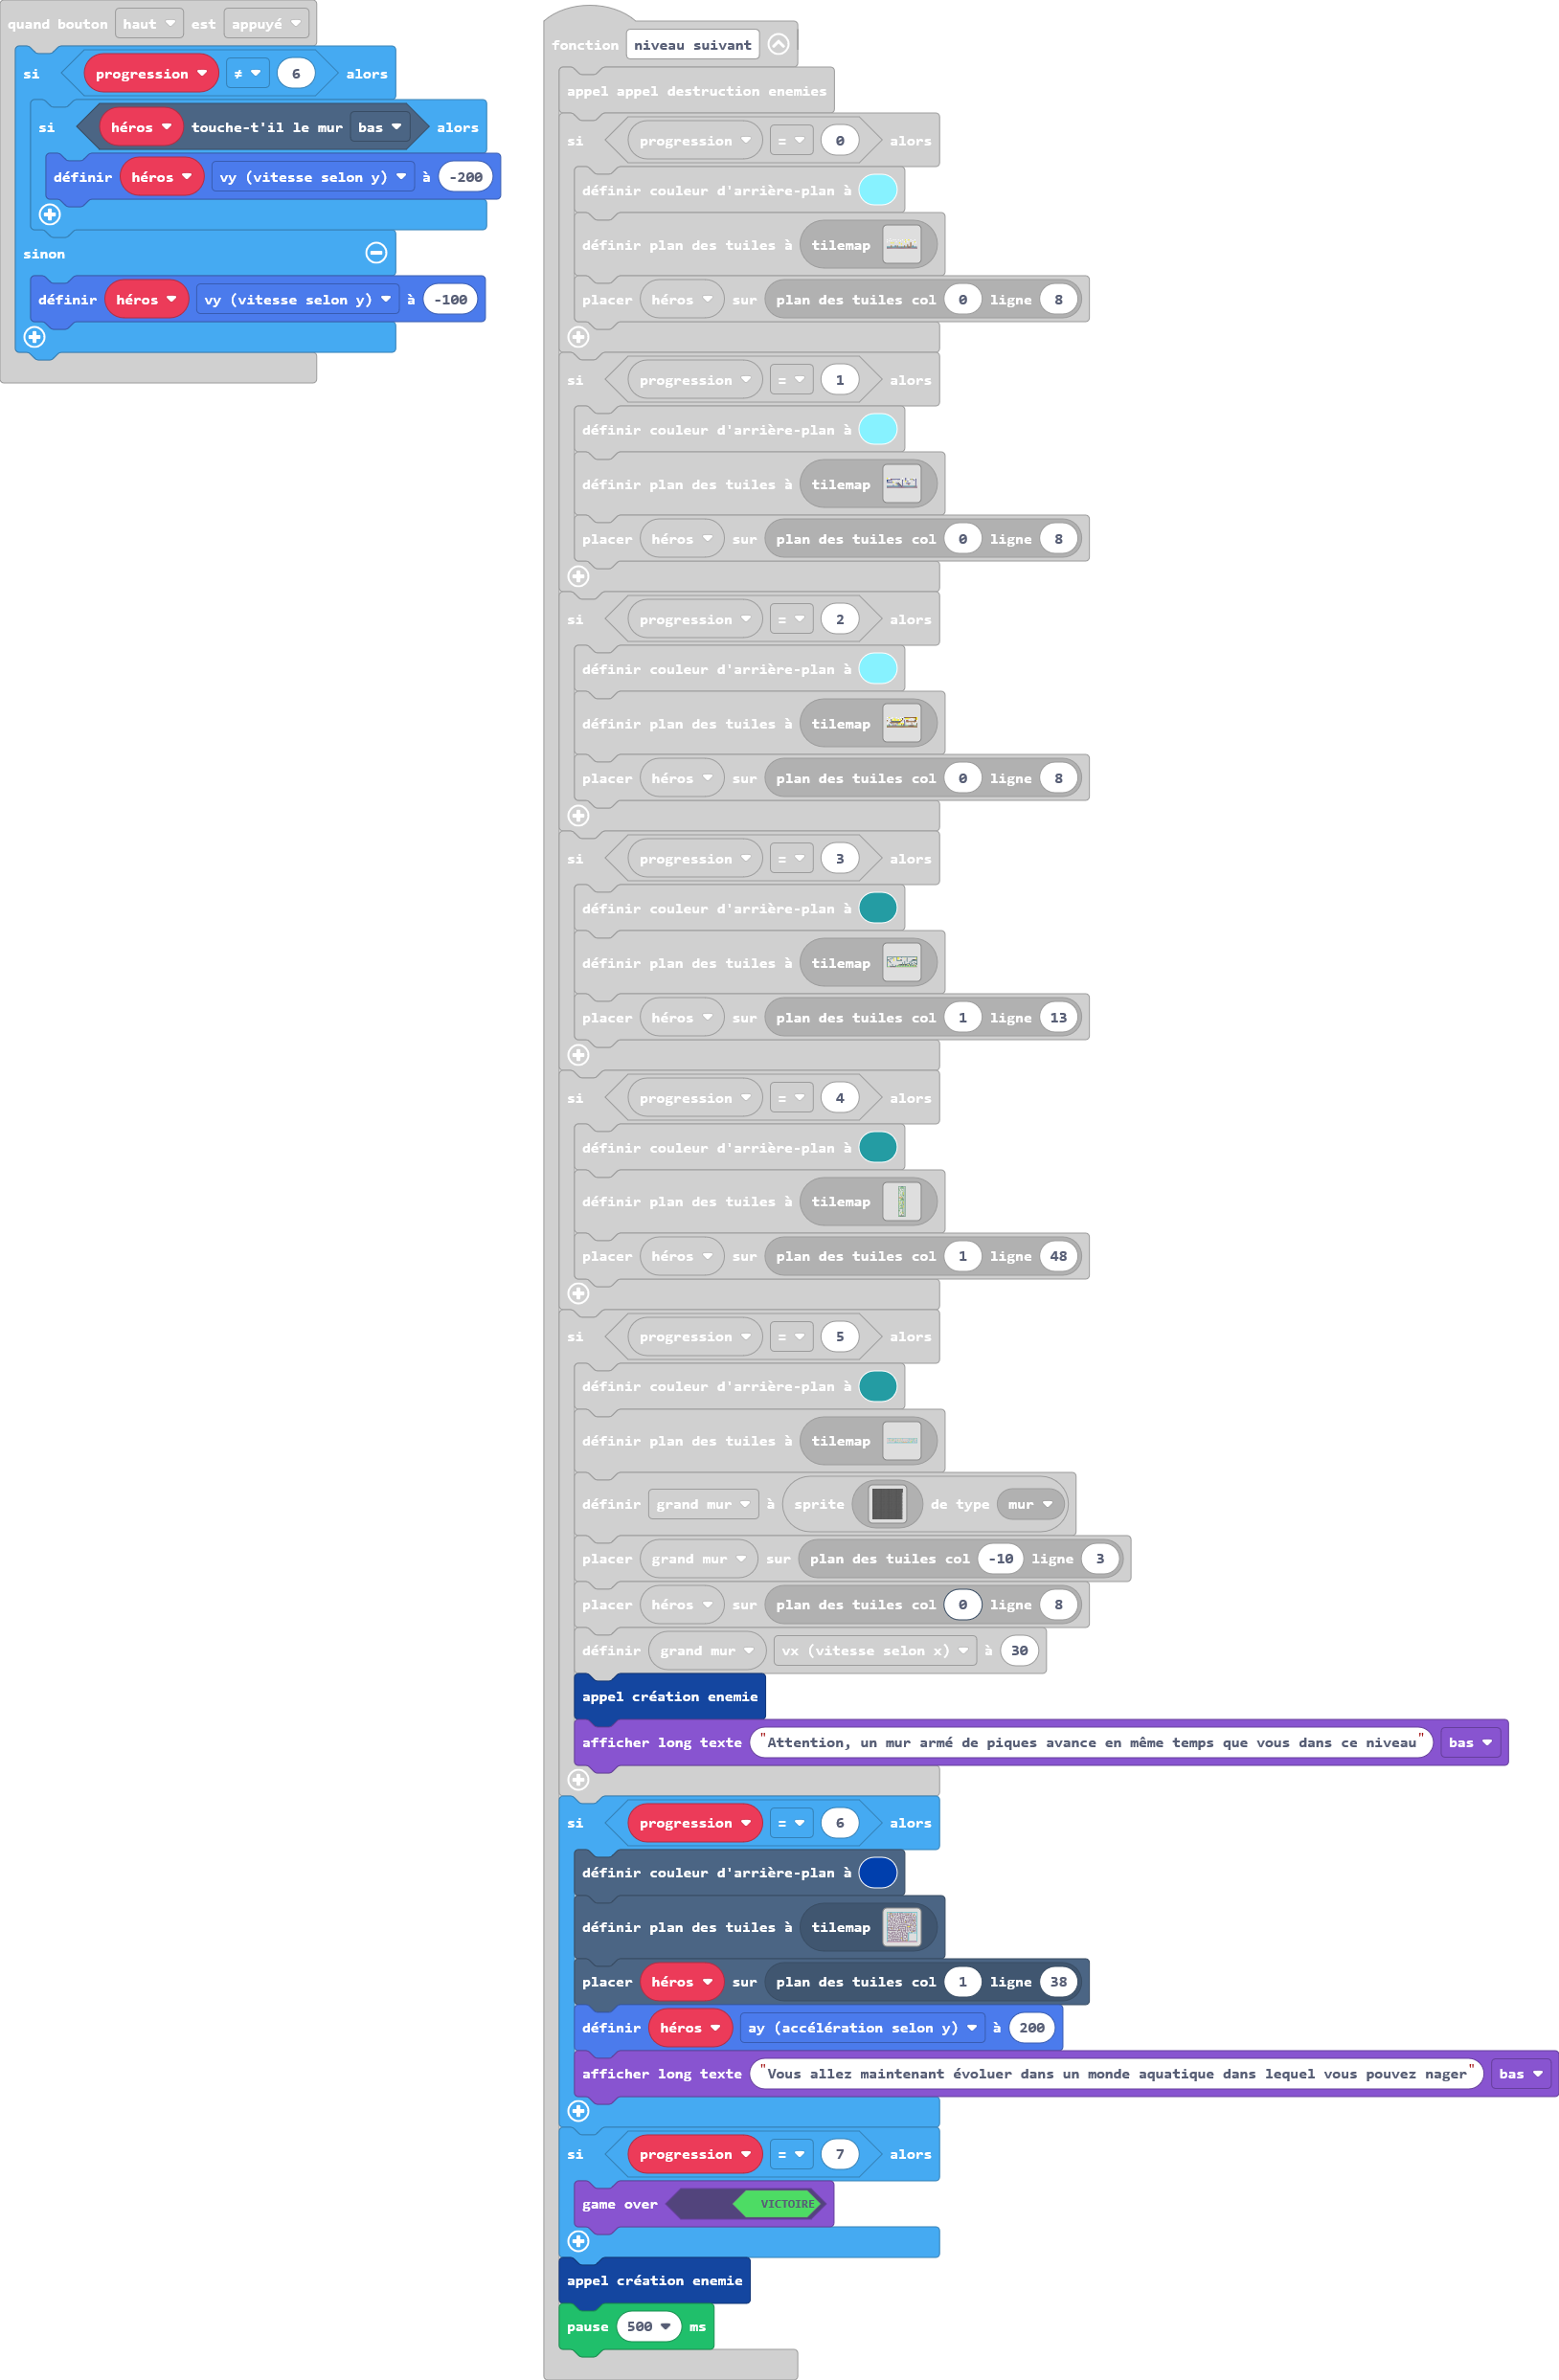 quand bouton haut est appuyé
si progression ≠ 6 alors
si héros touche-t'il le mur bas alors
définir héros vy (vitesse selon y) à -200
sinon
définir héros vy (vitesse selon y) à -100
fonction niveau suivant
appel appel destruction enemies
si progression = 0 alors
définir couleur d'arrière-plan à
définir plan des tuiles à tilemap
placer héros sur plan des tuiles col 0 ligne 8
si progression = 1 alors
définir couleur d'arrière-plan à
définir plan des tuiles à tilemap
placer héros sur plan des tuiles col 0 ligne 8
si progression = 2 alors
définir couleur d'arrière-plan à
définir plan des tuiles à tilemap
placer héros sur plan des tuiles col 0 ligne 8
si progression = 3 alors
définir couleur d'arrière-plan à
définir plan des tuiles à tilemap
placer héros sur plan des tuiles col 1 ligne 13
si progression = 4 alors
définir couleur d'arrière-plan à
définir plan des tuiles à tilemap
placer héros sur plan des tuiles col 1 ligne 48
si progression = 5 alors
définir couleur d'arrière-plan à
définir plan des tuiles à tilemap
définir grand mur à sprite de type mur
placer grand mur sur plan des tuiles col -10 ligne 3
placer héros sur plan des tuiles col 0 ligne 8
définir grand mur vx (vitesse selon x) à 30
appel création enemie
afficher long texte "Attention, un mur armé de piques avance en même temps que vous dans ce niveau" bas
si progression = 6 alors
définir couleur d'arrière-plan à
définir plan des tuiles à tilemap
placer héros sur plan des tuiles col 1 ligne 38
définir héros ay (accélération selon y) à 200
afficher long texte "Vous allez maintenant évoluer dans un monde aquatique dans lequel vous pouvez nager" bas
si progression = 7 alors
game over VICTOIRE
appel création enemie
pause 500 ms